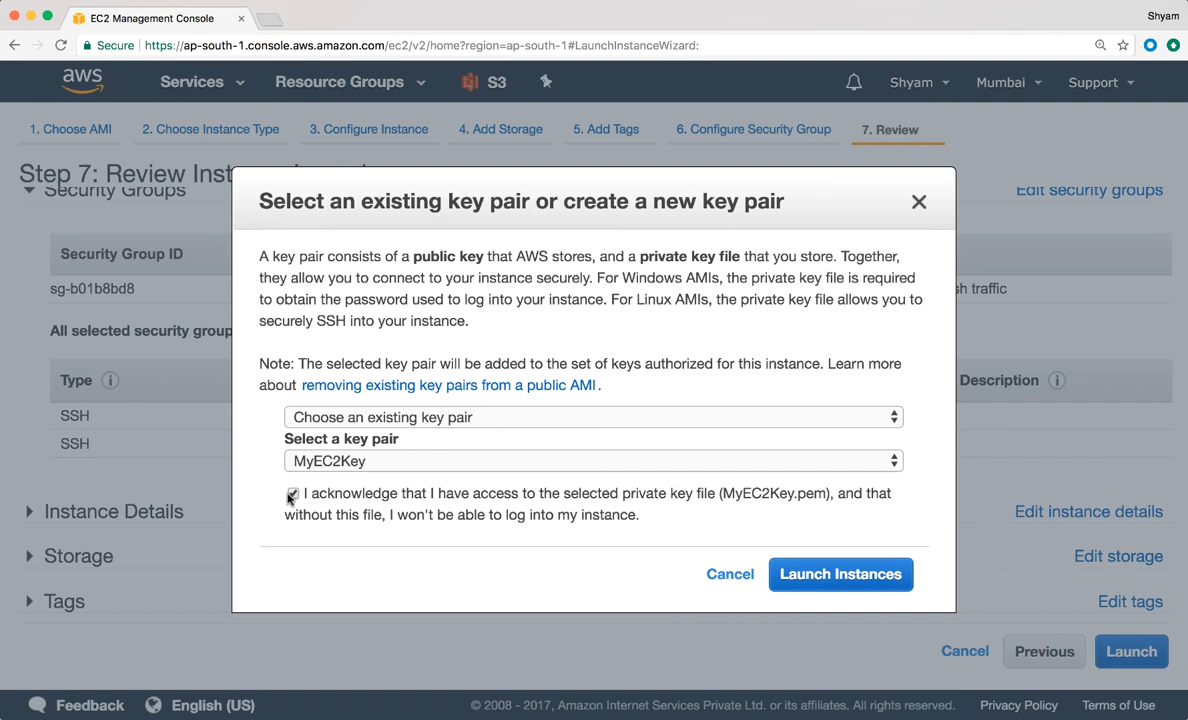 EC2 Management Console
Shyam
Secure https://ap-south-1.console.aws.amazon.com/ec2/v2/home?region=ap-south-1#LaunchInstanceWizard:
aws Services Resource Groups S3 Shyam Mumbai Support
1. Choose AMI 2. Choose Instance Type 3. Configure Instance 4. Add Storage 5. Add Tags 6. Configure Security Group 7. Review
Step 7: Review
Security Groups Edit security groups
Security Group ID
sg-b01b8bd8 traffic
All selected security
Type Description
SSH
SSH
Select an existing key pair or create a new key pair
A key pair consists of a public key that AWS stores, and a private key file that you store. Together,
they allow you to connect to your instance securely. For Windows AMIs, the private key file is required
to obtain the password used to log into your instance. For Linux AMIs, the private key file allows you to
securely SSH into your instance.
Note: The selected key pair will be added to the set of keys authorized for this instance. Learn more
about removing existing key pairs from a public AMI.
Choose an existing key pair
Select a key pair
MyEC2Key
I acknowledge that I have access to the selected private key file (MyEC2Key.pem), and that
without this file, I won't be able to log into my instance.
Cancel Launch Instances
Instance Details Edit instance details
Storage Edit storage
Tags Edit tags
Cancel Previous Launch
Feedback English (US) © 2008 - 2017, Amazon Internet Services Private Ltd. or its affiliates. All rights reserved. Privacy Policy Terms of Use